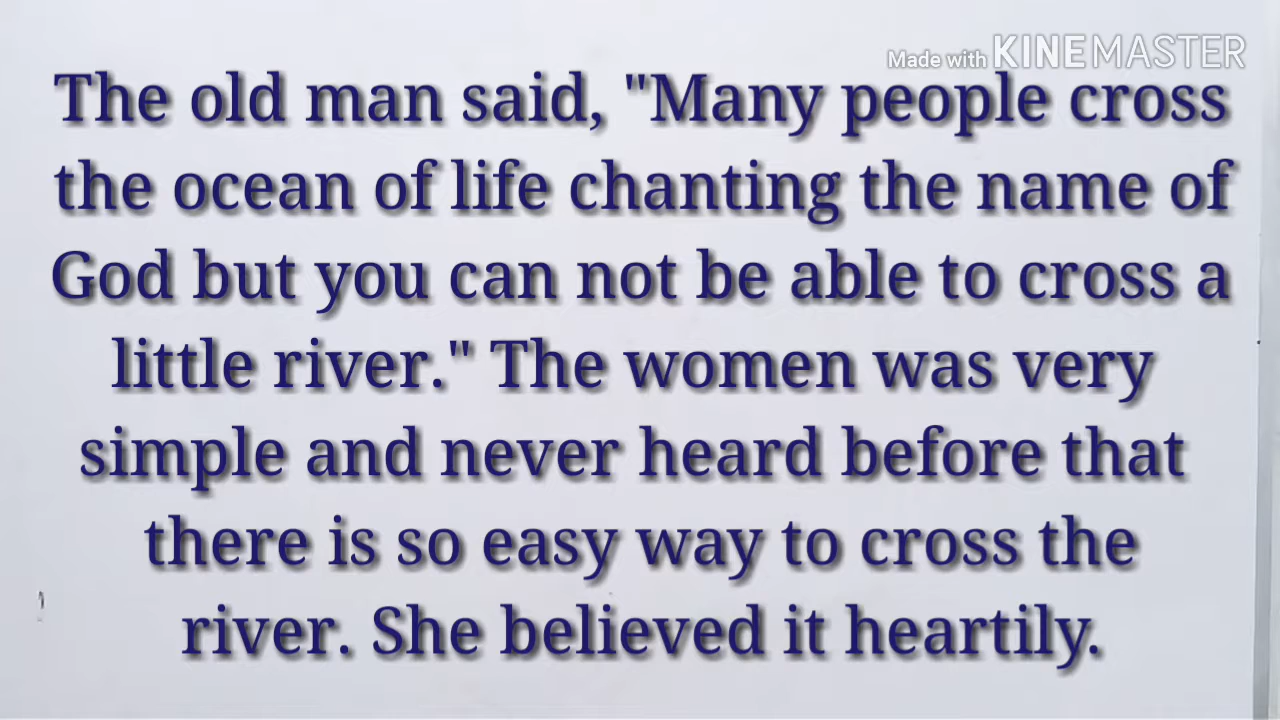 Made with KINEMASTER
The old man said, "Many people cross
the ocean of life chanting the name of
God but you can not be able to cross a
little river." The women was very
simple and never heard before that
there is so easy way to cross the
river. She believed it heartily.